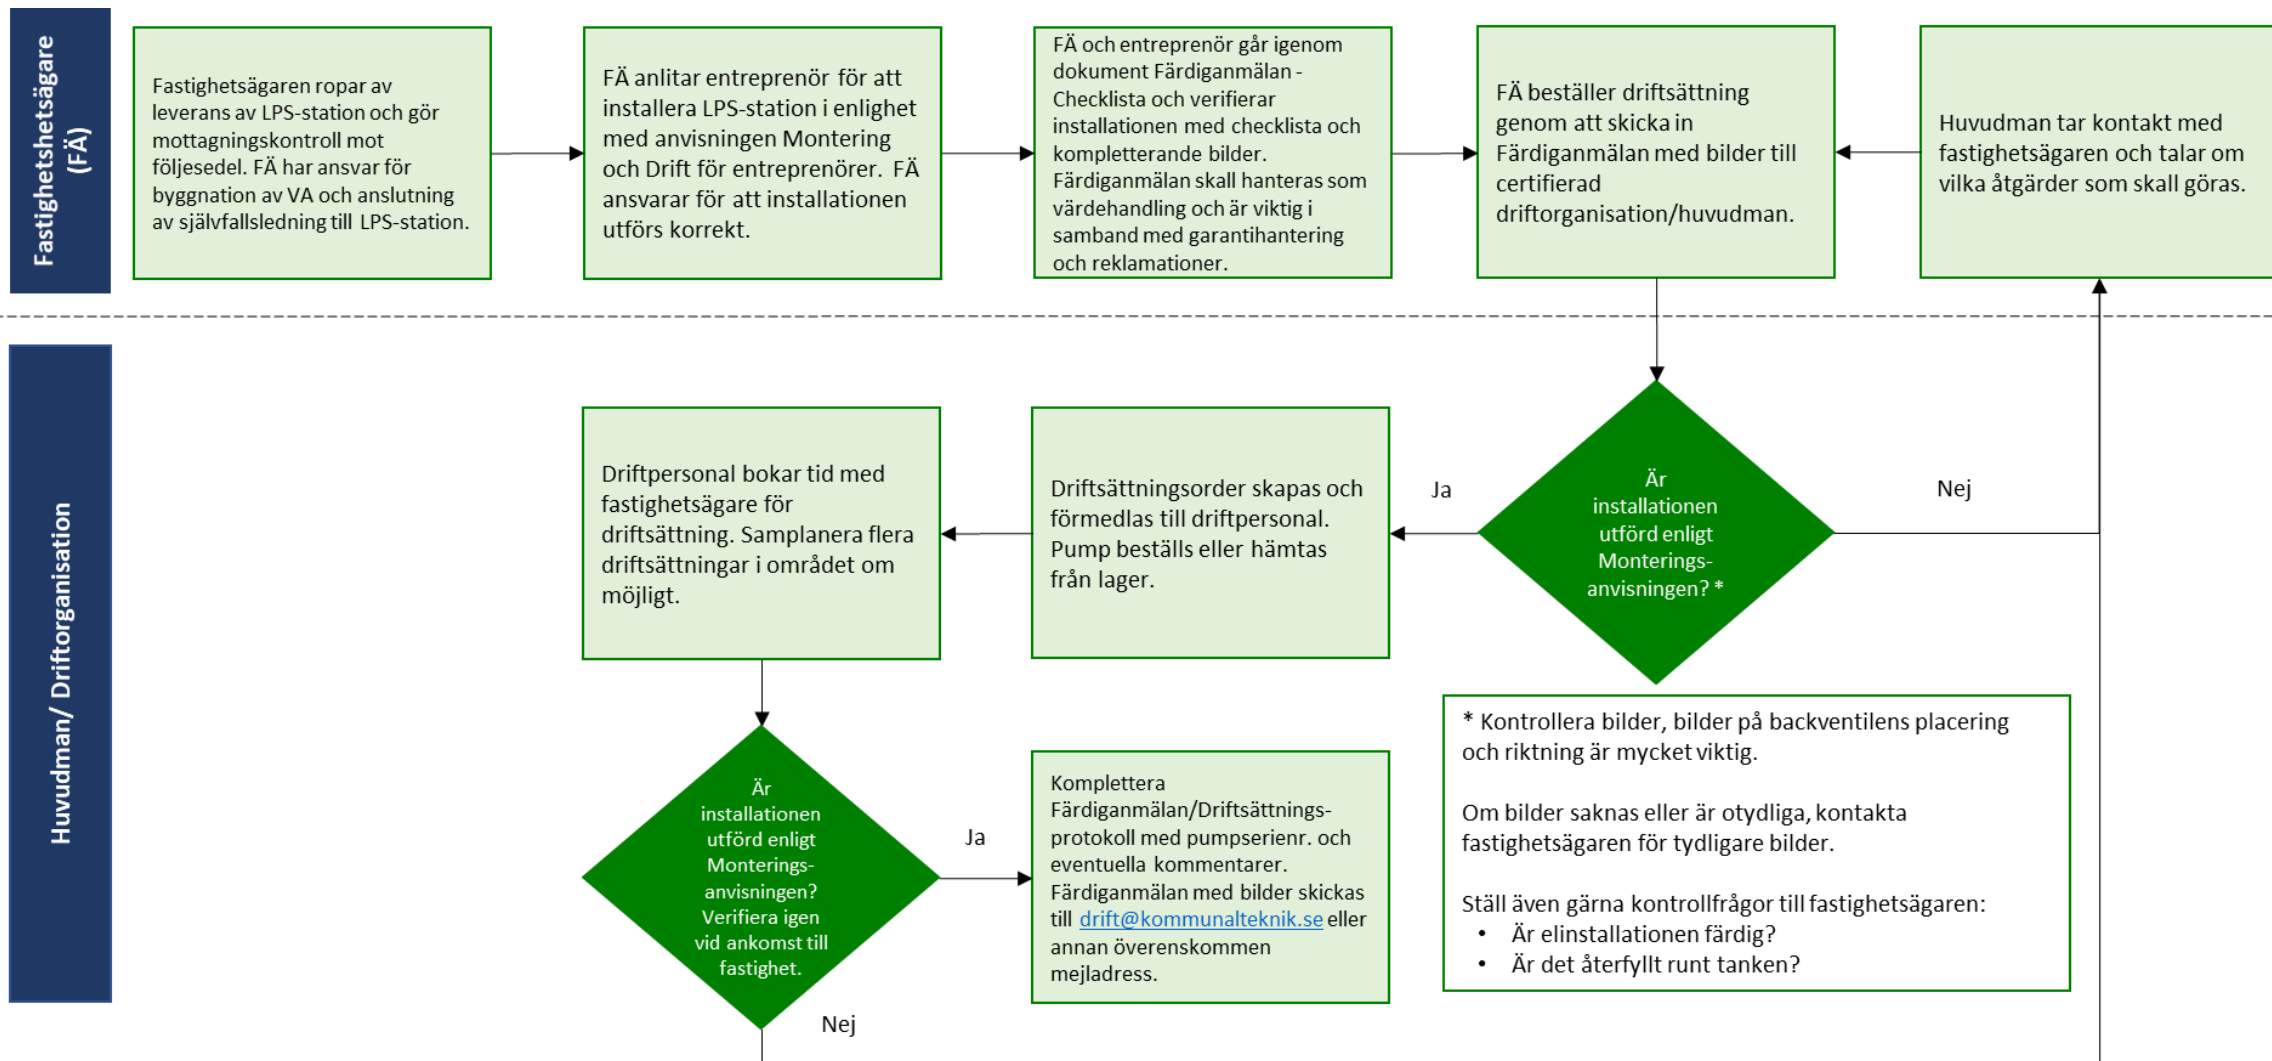 Fastighetshetsägare
(FÄ)
Fastighetsägaren ropar av
leverans av LPS-station och gör
mottagningskontroll mot
följesedel. FÄ har ansvar för
byggnation av VA och anslutning
av självfallsledning till LPS-station.
FÄ anlitar entreprenör för att
installera LPS-station i enlighet
med anvisningen Montering
och Drift för entreprenörer. FÄ
ansvarar för att installationen
utförs korrekt.
FÄ och entreprenör går igenom
dokument Färdiganmälan -
Checklista och verifierar
installationen med checklista och
kompletterande bilder.
Färdiganmälan skall hanteras som
värdehandling och är viktig i
samband med garantihantering
och reklamationer.
FÄ beställer driftsättning
genom att skicka in
Färdiganmälan med bilder till
certifierad
driftorganisation/huvudman.
Huvudman tar kontakt med
fastighetsägaren och talar om
vilka åtgärder som skall göras.
Huvudman/ Driftorganisation
Driftpersonal bokar tid med
fastighetsägare för
driftsättning. Samplanera flera
driftsättningar i området om
möjligt.
Driftsättningsorder skapas och
förmedlas till driftpersonal.
Pump beställs eller hämtas
från lager.
Ja
Är
installationen
utförd enligt
Monterings-
anvisningen? *
Nej
Är
installationen
utförd enligt
Monterings-
anvisningen?
Verifiera igen
vid ankomst till
fastighet.
Ja
Nej
Komplettera
Färdiganmälan/Driftsättnings-
protokoll med pumpserienr. och
eventuella kommentarer.
Färdiganmälan med bilder skickas
till drift@kommunalteknik.se eller
annan överenskommen
mejladress.
* Kontrollera bilder, bilder på backventilens placering
och riktning är mycket viktig.
Om bilder saknas eller är otydliga, kontakta
fastighetsägaren för tydligare bilder.
Ställ även gärna kontrollfrågor till fastighetsägaren:
• Är elinstallationen färdig?
• Är det återfyllt runt tanken?